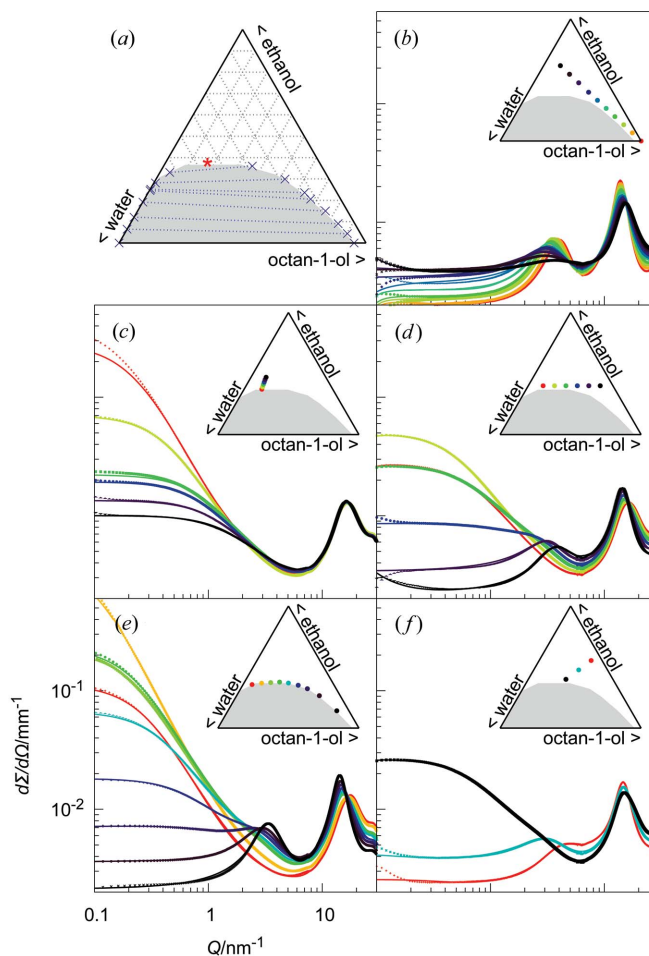 (a)
< ethanol
< water
octan-1-ol >
(b)
< ethanol
< water
octan-1-ol >
(c)
< ethanol
< water
octan-1-ol >
(d)
< ethanol
< water
octan-1-ol >
(e)
< ethanol
< water
octan-1-ol >
(f)
< ethanol
< water
octan-1-ol >
dΣ/dΩ/mm⁻¹
10⁻¹
10⁻²
0.1 1 10
1 10
Q/nm⁻¹